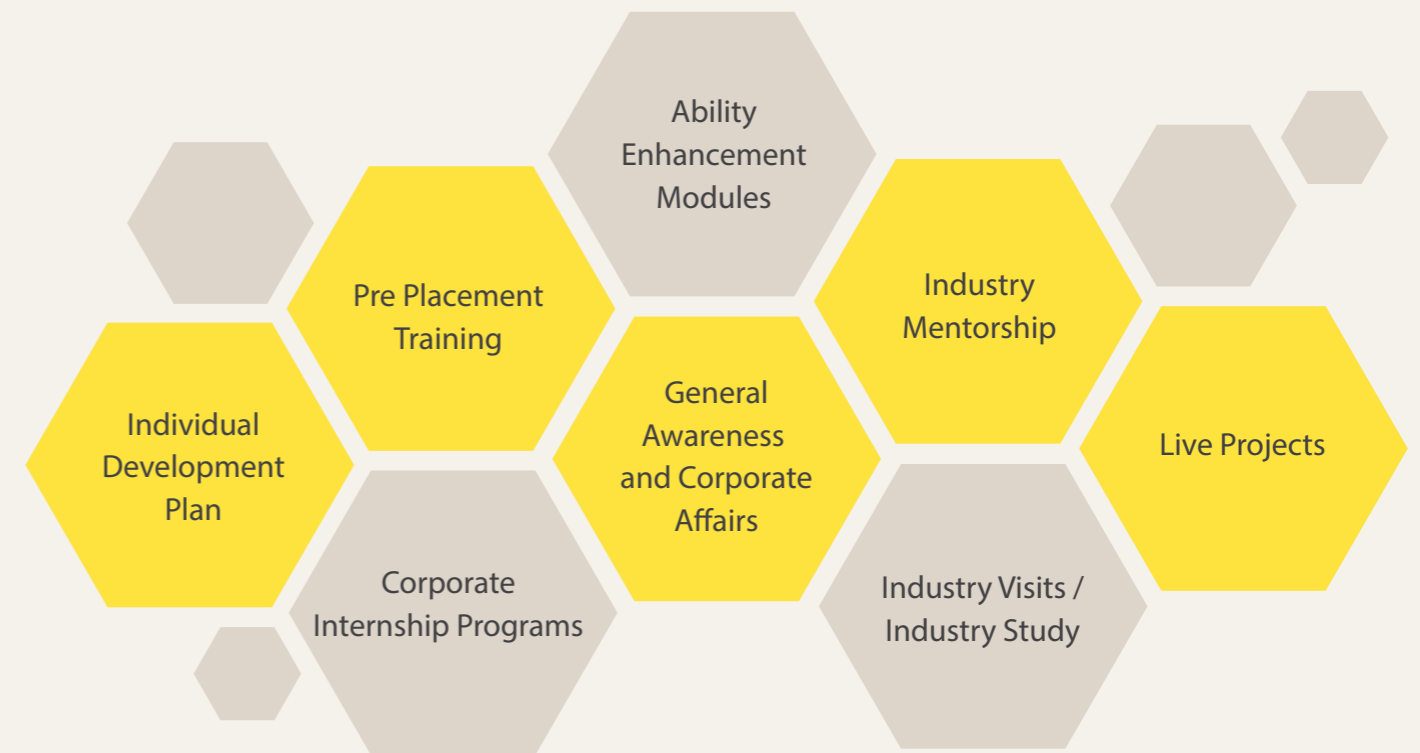 Ability
Enhancement
Modules
Pre Placement
Training
Industry
Mentorship
Individual
Development
Plan
General
Awareness
and Corporate
Affairs
Live Projects
Corporate
Internship Programs
Industry Visits /
Industry Study